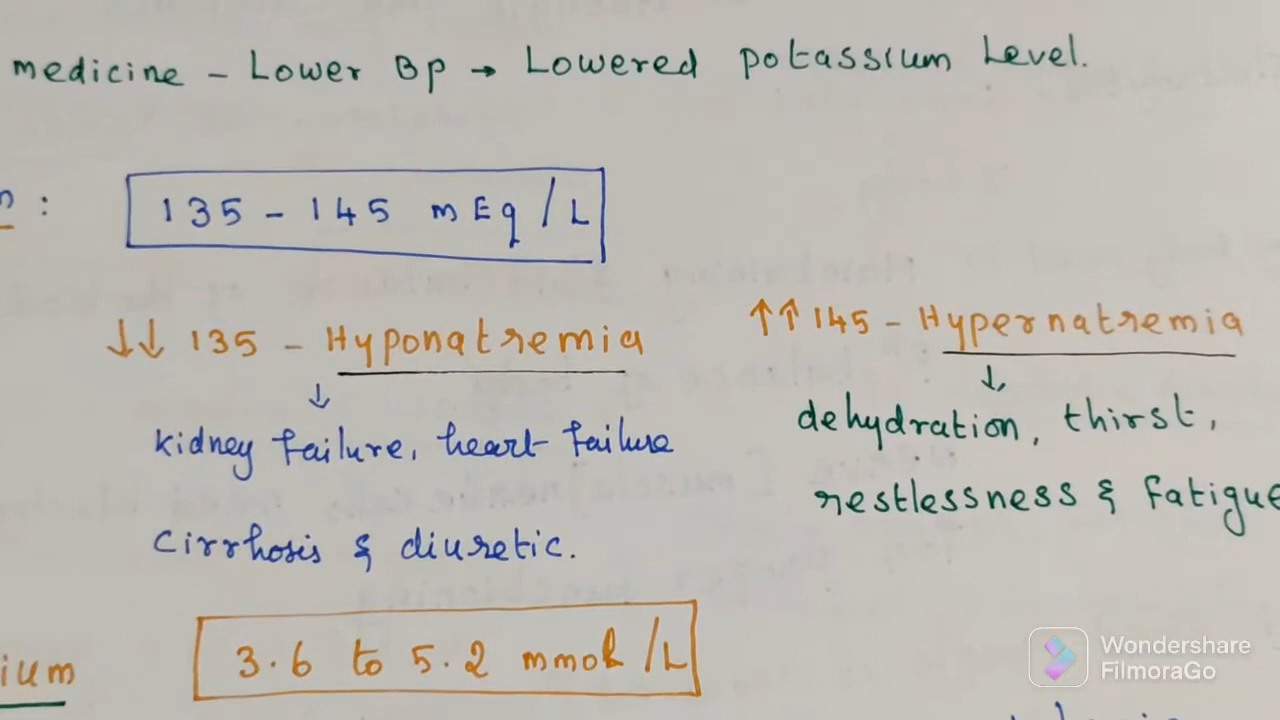 medicine - Lower BP → Lowered potassium Level.
n : 135 - 145 mEq/L
↓↓ 135 - Hyponatremia
↑↑ 145 - Hypernatremia
↓
kidney failure, heart failure
cirrhosis & diuretic.
↓
dehydration, thirst,
restlessness & fatigue
ium 3.6 to 5.2 mmol/L
Wondershare
FilmoraGo